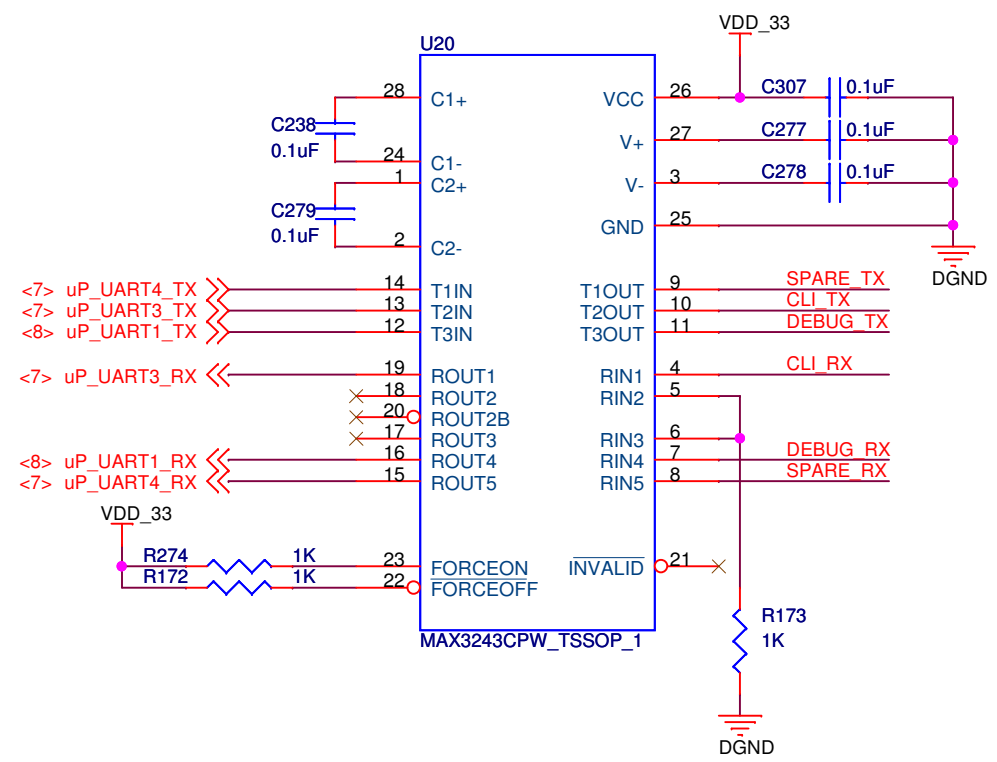 VDD_33
U20
28 C1+ VCC 26 C307 0.1uF
C238
0.1uF
V+ 27 C277 0.1uF
24 C1-
1 C2+ V- 3 C278 0.1uF
C279
0.1uF
GND 25
2 C2-
DGND
<7> uP_UART4_TX 14 T1IN T1OUT 9 SPARE_TX
<7> uP_UART3_TX 13 T2IN T2OUT 10 CLI_TX
<8> uP_UART1_TX 12 T3IN T3OUT 11 DEBUG_TX
<7> uP_UART3_RX 19 ROUT1 RIN1 4 CLI_RX
18 ROUT2 RIN2 5
20 ROUT2B
17 ROUT3 RIN3 6
<8> uP_UART1_RX 16 ROUT4 RIN4 7 DEBUG_RX
<7> uP_UART4_RX 15 ROUT5 RIN5 8 SPARE_RX
VDD_33
R274 1K 23 FORCEON INVALID 21
R172 1K 22 FORCEOFF
R173
1K
MAX3243CPW_TSSOP_1
DGND